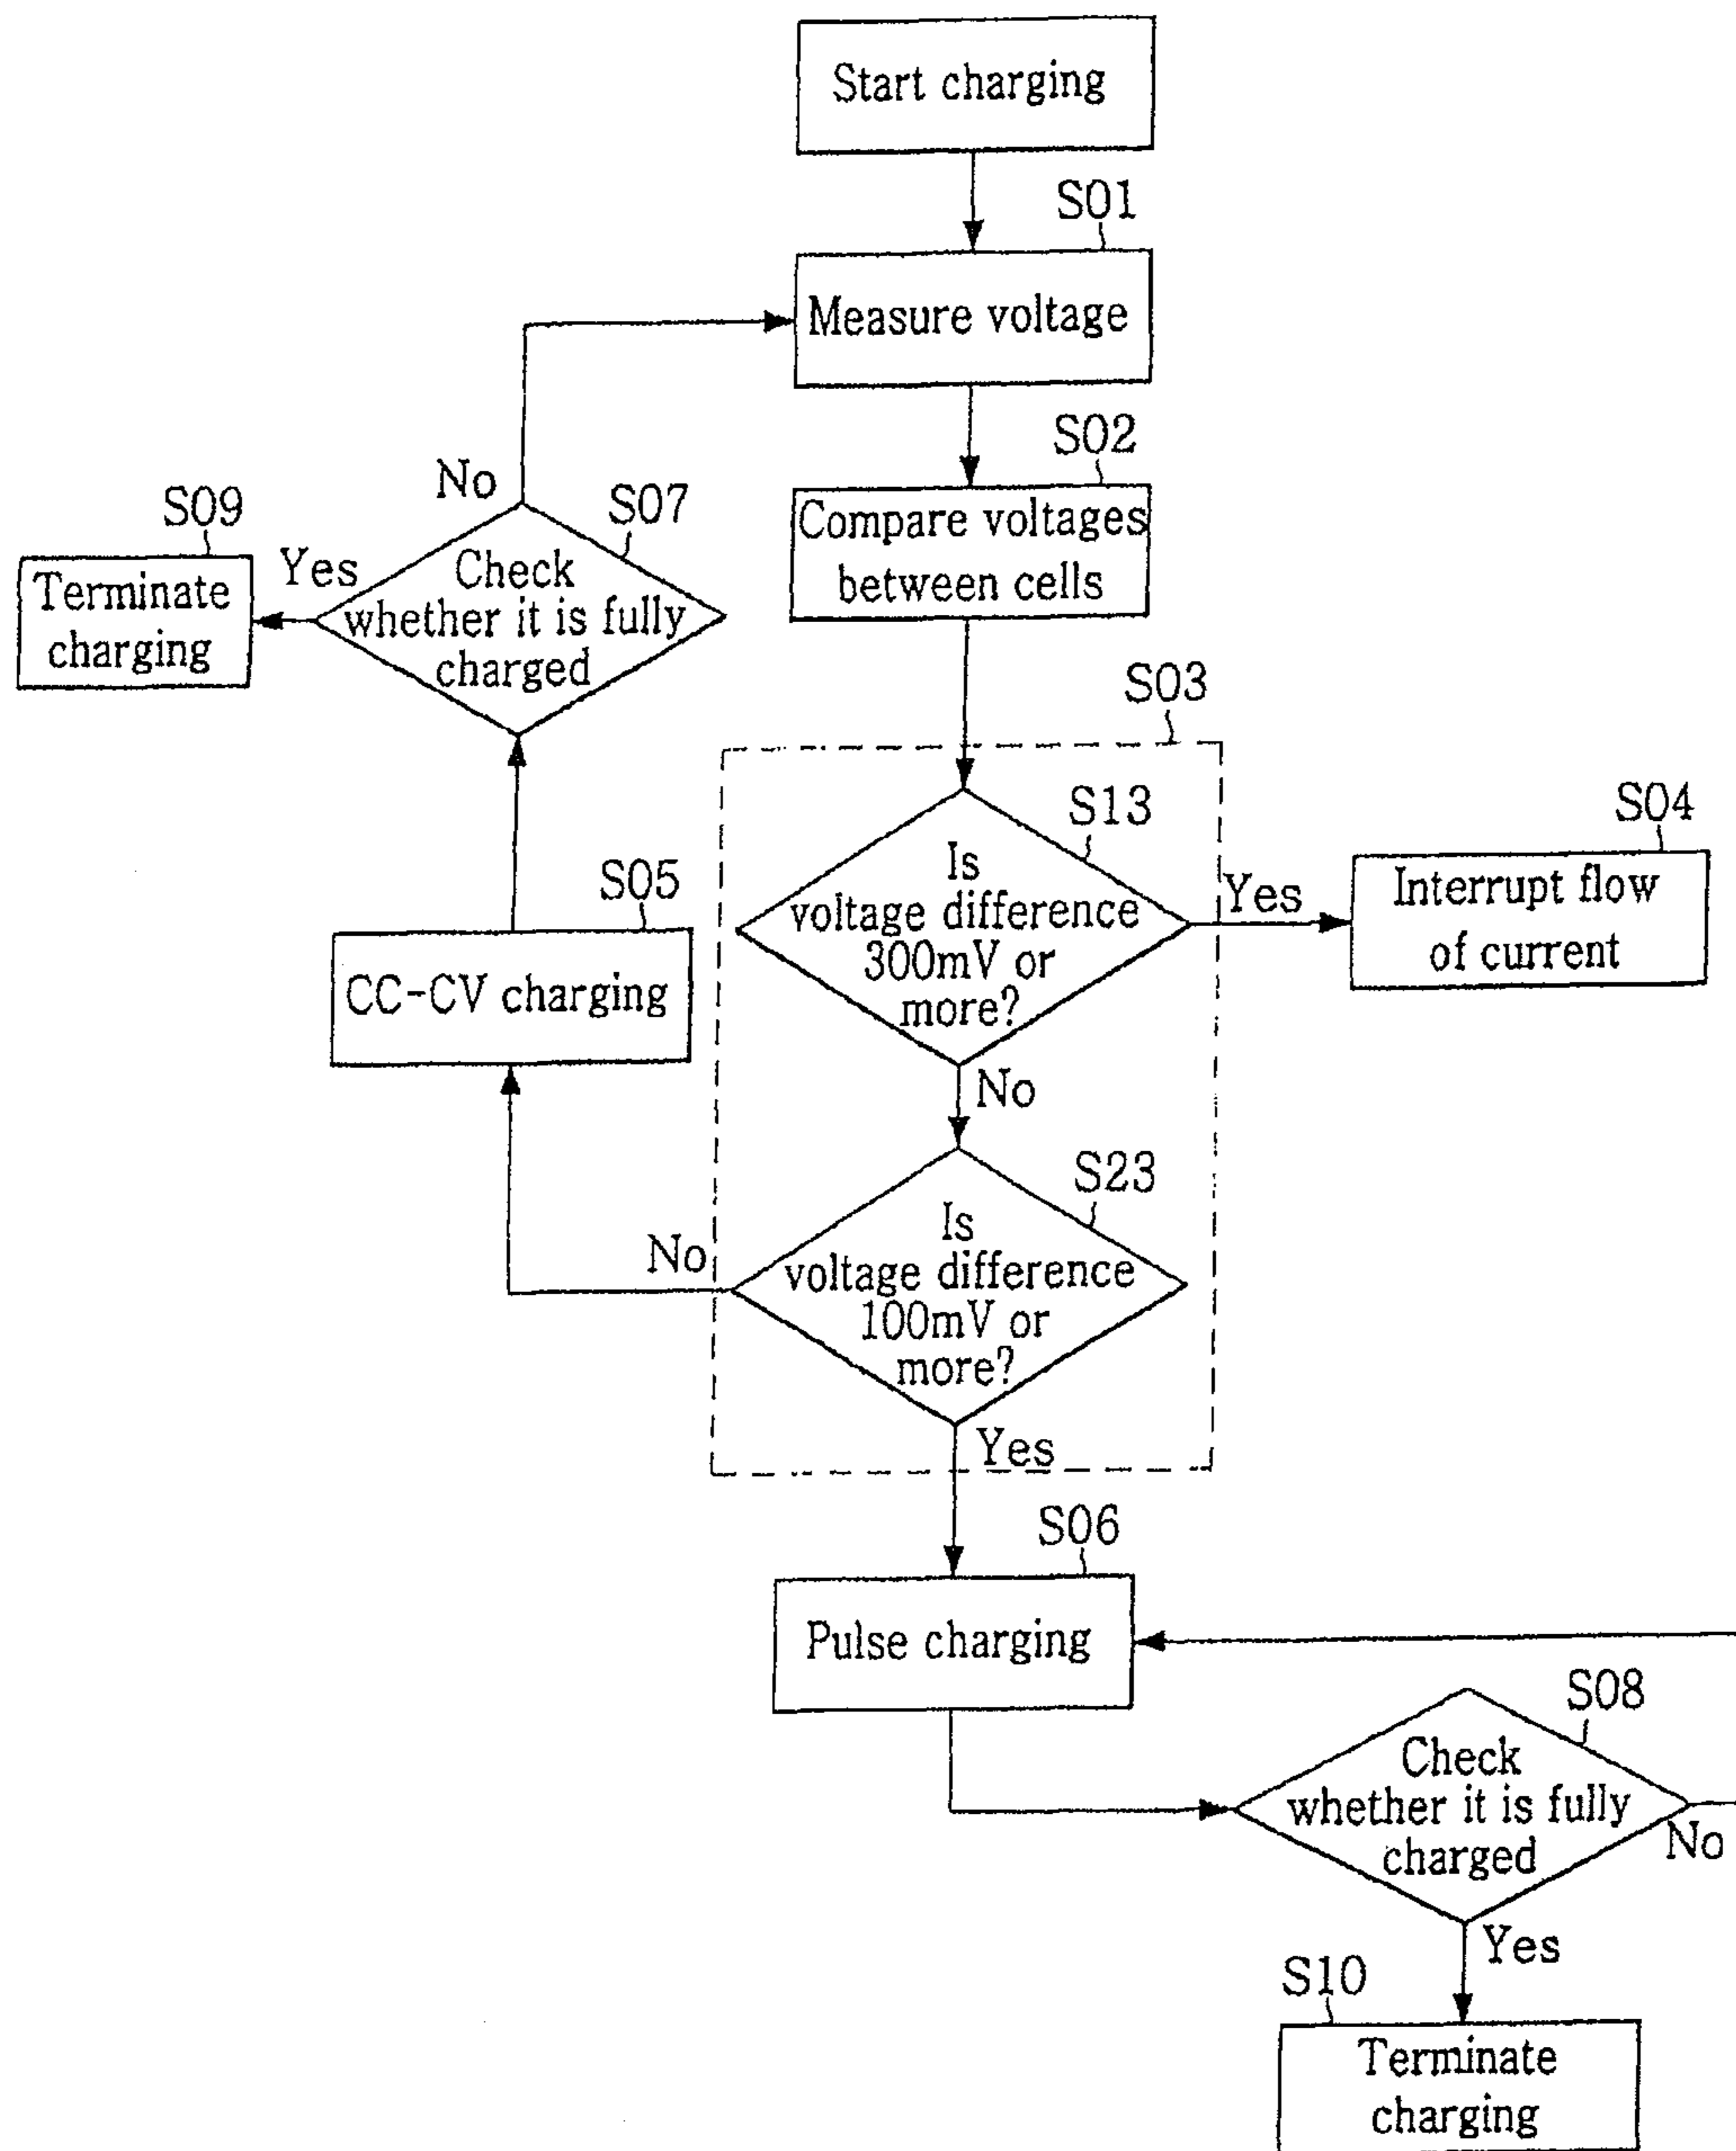 Start charging
S01
Measure voltage
S02
Compare voltages
between cells
No
S07
S09
Yes
Check
whether it is fully
charged
Terminate
charging
S03
S13
Is
voltage difference
300mV or
more?
Yes
S04
Interrupt flow
of current
S05
CC-CV charging
No
S23
Is
voltage difference
100mV or
more?
No
Yes
S06
Pulse charging
S08
Check
whether it is fully
charged
No
Yes
S10
Terminate
charging